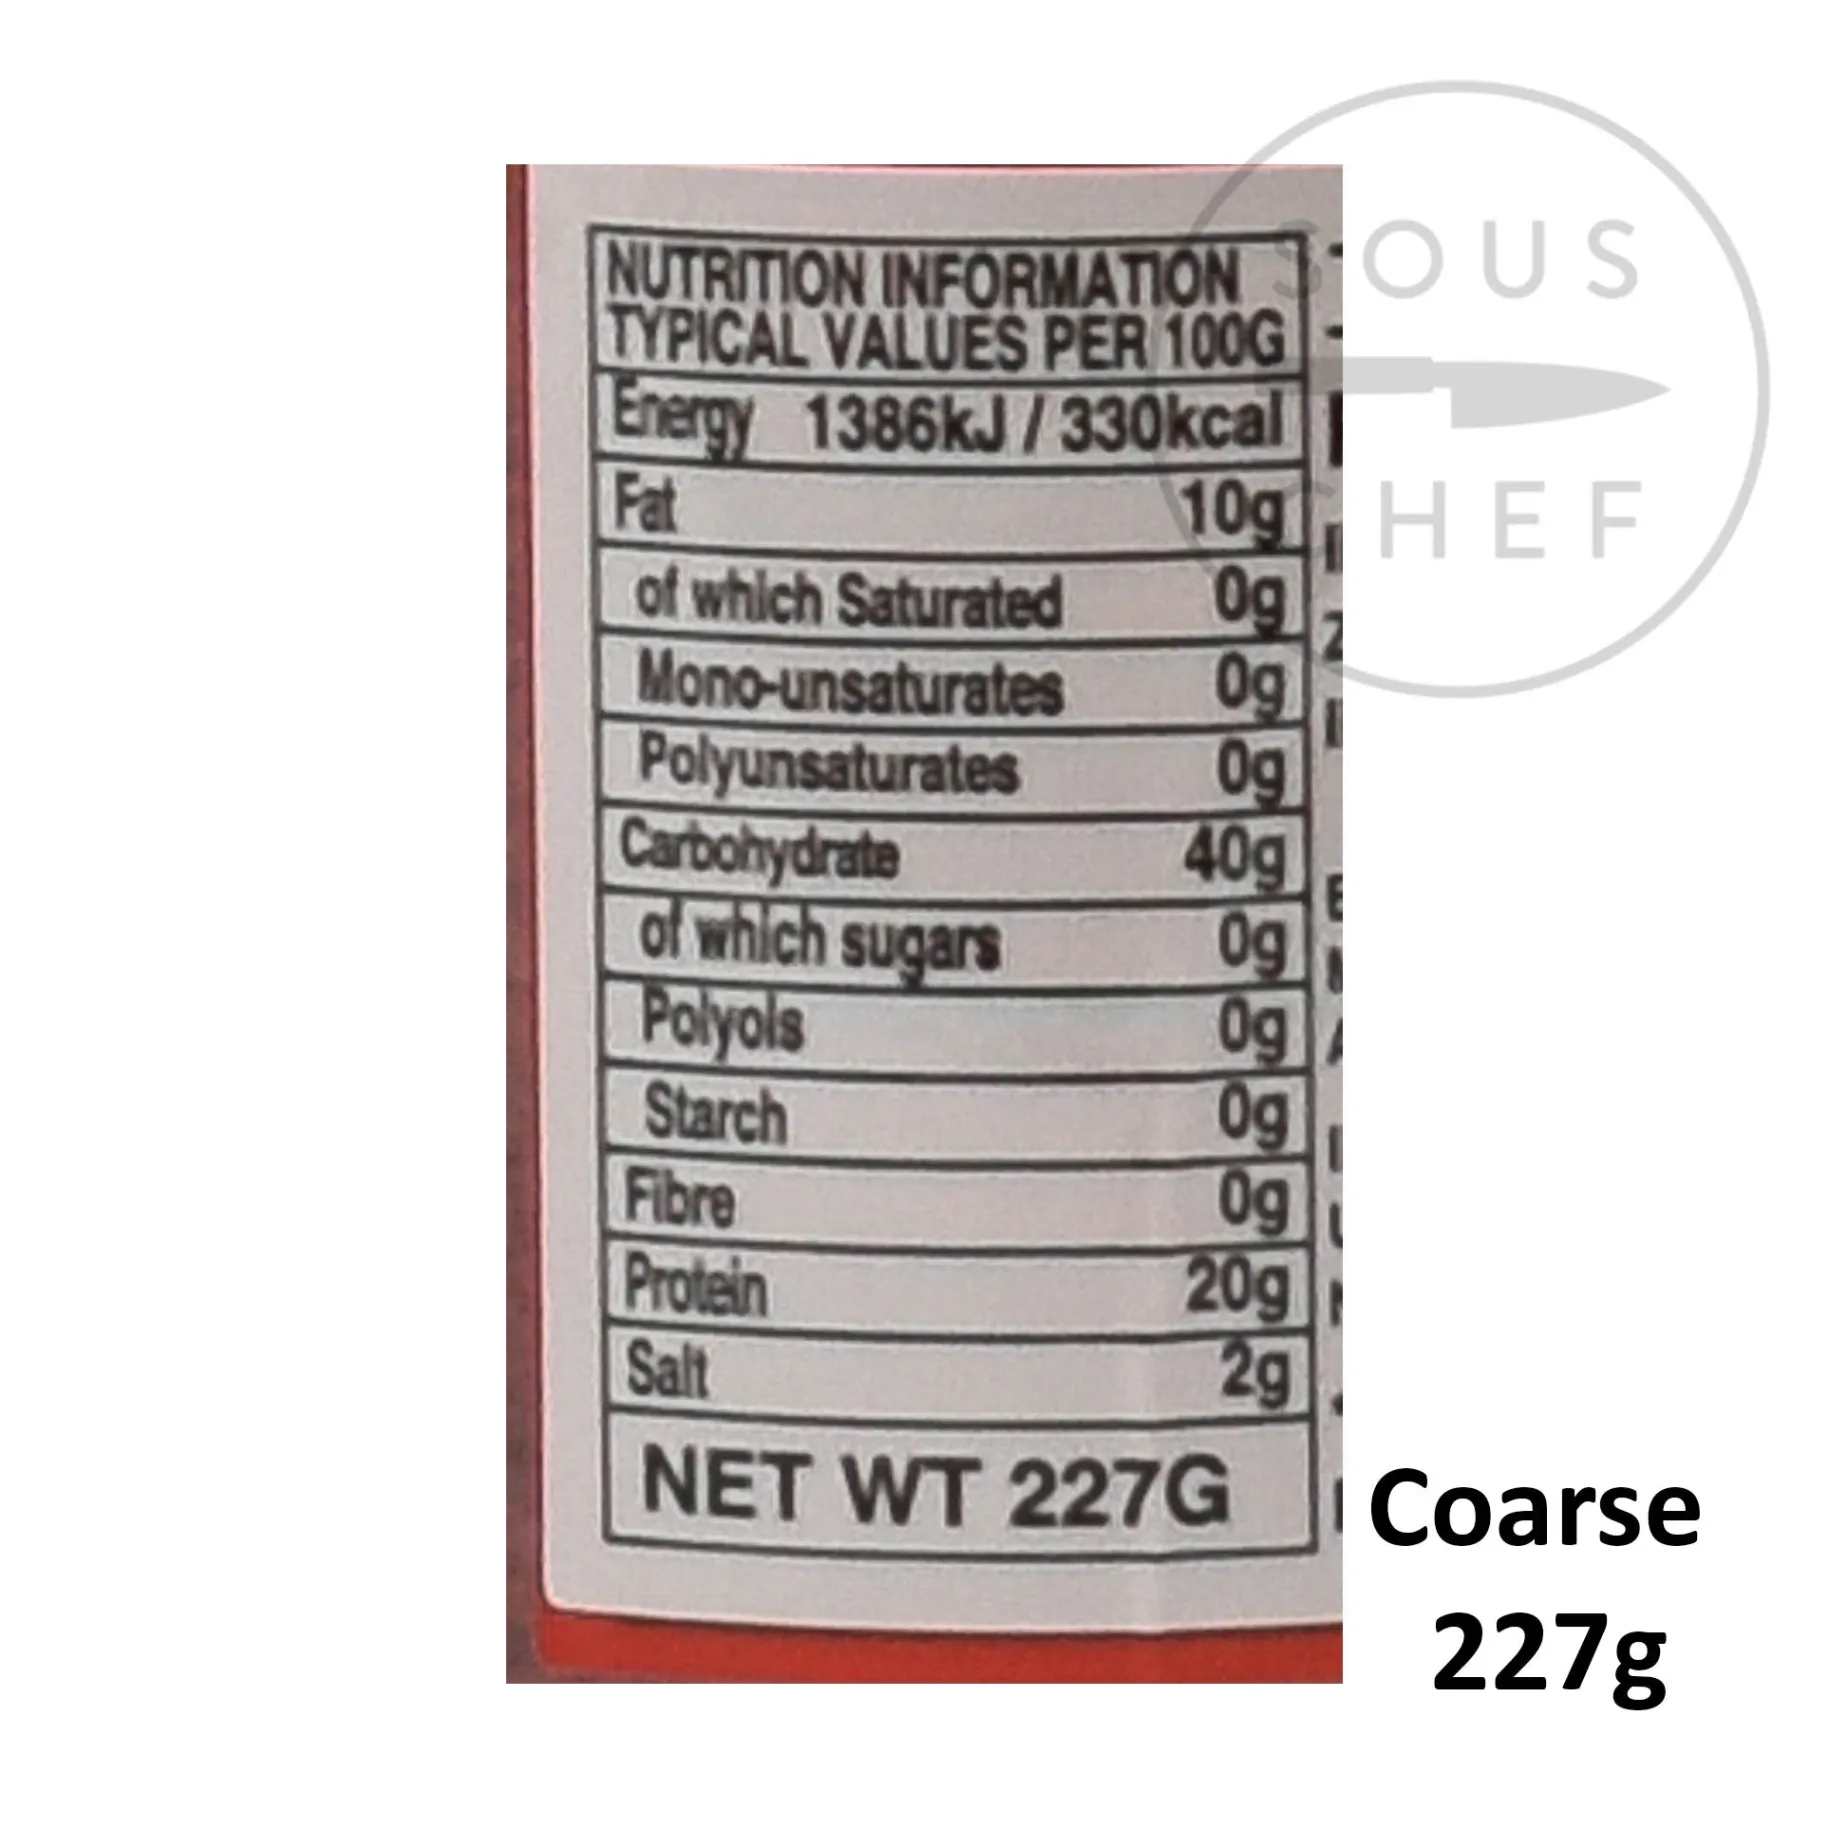 SOUS
CHEF
NUTRITION INFORMATION
TYPICAL VALUES PER 100G
Energy 1386kJ / 330kcal
Fat 10g
of which Saturated 0g
Mono-unsaturates 0g
Polyunsaturates 0g
Carbohydrate 40g
of which sugars 0g
Polyols 0g
Starch 0g
Fibre 0g
Protein 20g
Salt 2g
NET WT 227G
Coarse
227g